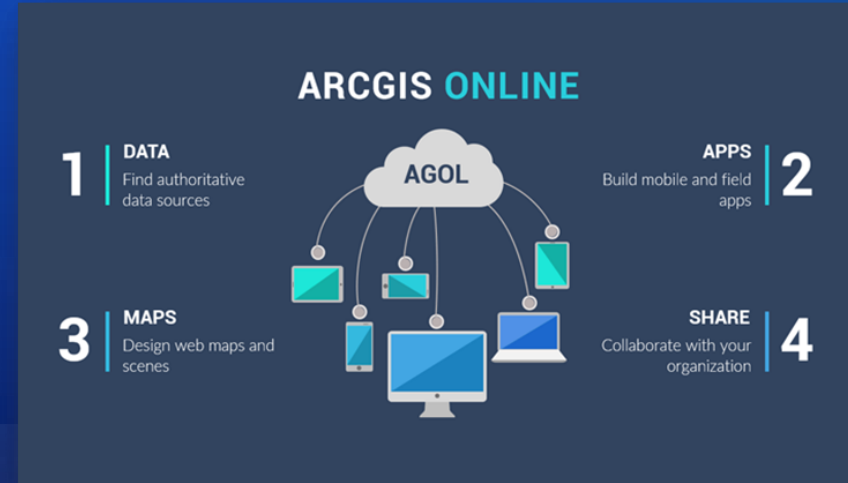 ARCGIS ONLINE
AGOL
1
DATA
Find authoritative
data sources
APPS
Build mobile and field
apps
2
3
MAPS
Design web maps and
scenes
SHARE
Collaborate with your
organization
4